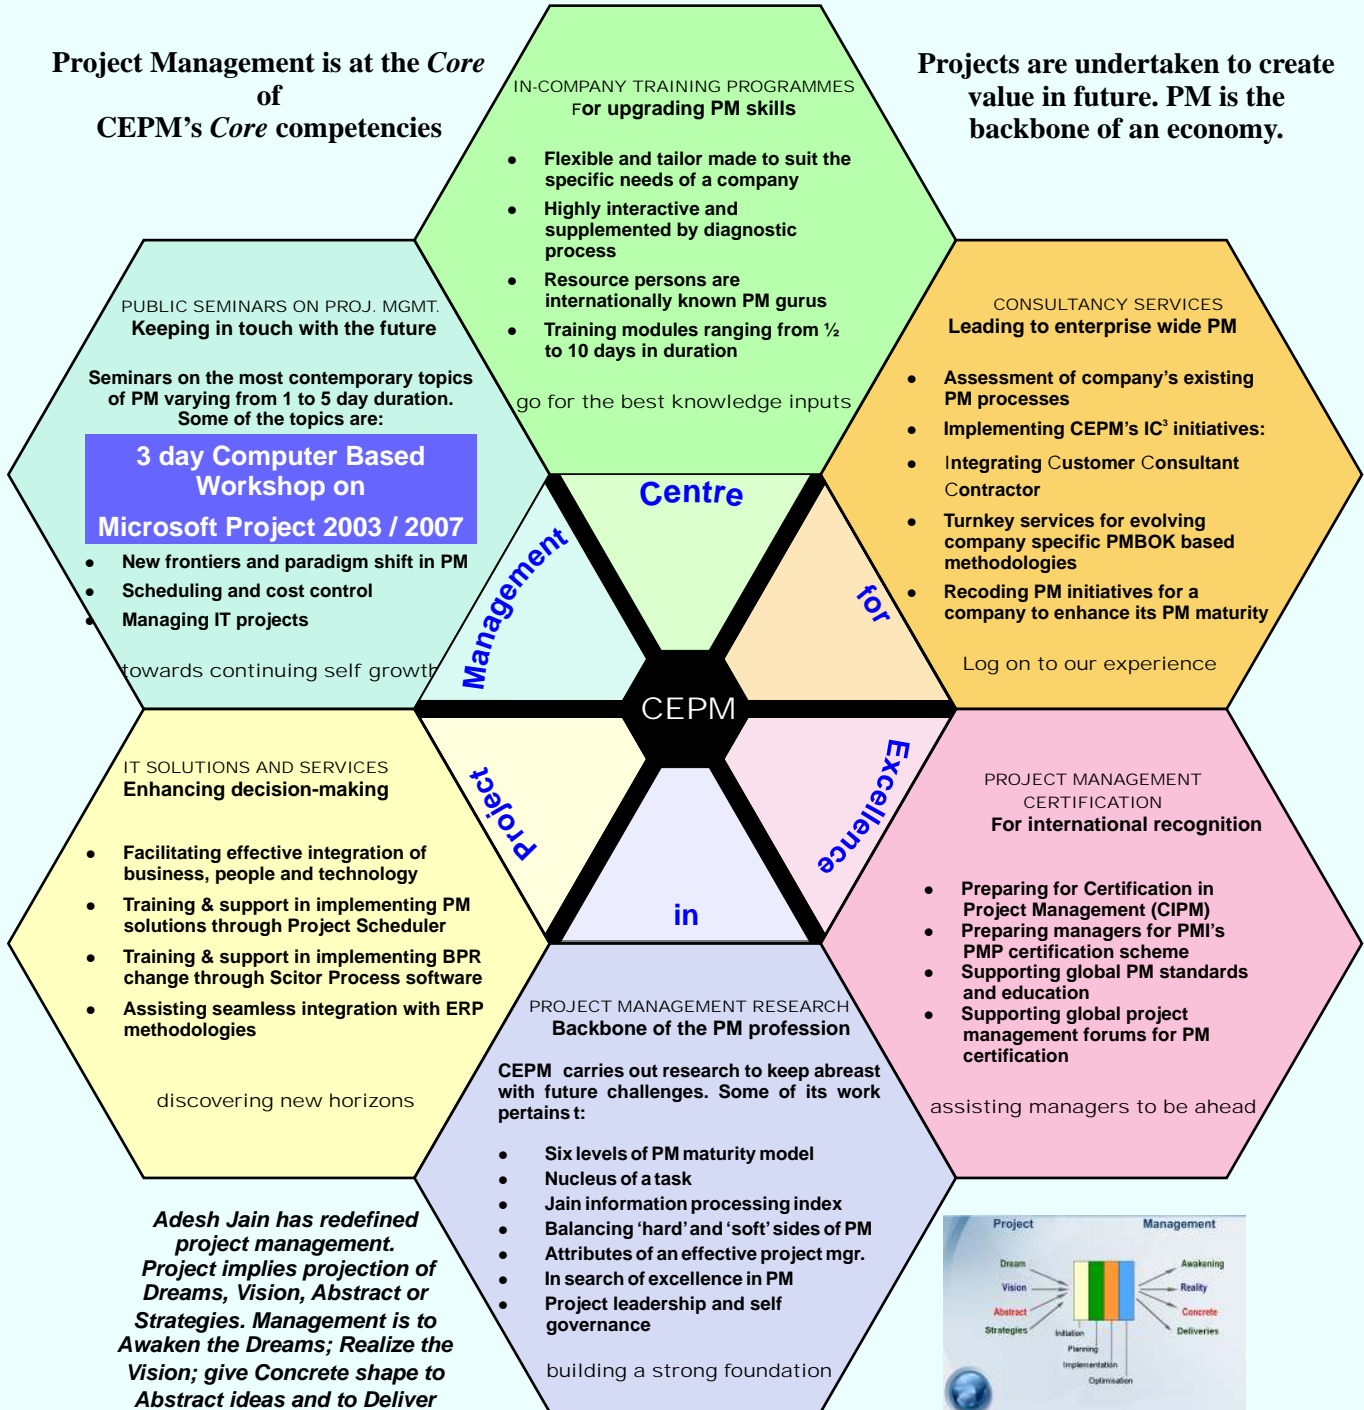 Project Management is at the Core
of
CEPM’s Core competencies
Projects are undertaken to create
value in future. PM is the
backbone of an economy.
IN-COMPANY TRAINING PROGRAMMES
For upgrading PM skills
● Flexible and tailor made to suit the
specific needs of a company
● Highly interactive and
supplemented by diagnostic
process
● Resource persons are
internationally known PM gurus
● Training modules ranging from ½
to 10 days in duration
go for the best knowledge inputs
PUBLIC SEMINARS ON PROJ. MGMT.
Keeping in touch with the future
Seminars on the most contemporary topics
of PM varying from 1 to 5 day duration.
Some of the topics are:
3 day Computer Based
Workshop on
Microsoft Project 2003 / 2007
● New frontiers and paradigm shift in PM
● Scheduling and cost control
● Managing IT projects
towards continuing self growth
CONSULTANCY SERVICES
Leading to enterprise wide PM
● Assessment of company’s existing
PM processes
● Implementing CEPM’s IC³ initiatives:
● Integrating Customer Consultant
Contractor
● Turnkey services for evolving
company specific PMBOK based
methodologies
● Recoding PM initiatives for a
company to enhance its PM maturity
Log on to our experience
Centre
for
Excellence
in
Project
Management
CEPM
IT SOLUTIONS AND SERVICES
Enhancing decision-making
● Facilitating effective integration of
business, people and technology
● Training & support in implementing PM
solutions through Project Scheduler
● Training & support in implementing BPR
change through Scitor Process software
● Assisting seamless integration with ERP
methodologies
discovering new horizons
PROJECT MANAGEMENT
CERTIFICATION
For international recognition
● Preparing for Certification in
Project Management (CIPM)
● Preparing managers for PMI’s
PMP certification scheme
● Supporting global PM standards
and education
● Supporting global project
management forums for PM
certification
assisting managers to be ahead
PROJECT MANAGEMENT RESEARCH
Backbone of the PM profession
CEPM carries out research to keep abreast
with future challenges. Some of its work
pertains t:
● Six levels of PM maturity model
● Nucleus of a task
● Jain information processing index
● Balancing ‘hard’ and ‘soft’ sides of PM
● Attributes of an effective project mgr.
● In search of excellence in PM
● Project leadership and self
governance
building a strong foundation
Adesh Jain has redefined
project management.
Project implies projection of
Dreams, Vision, Abstract or
Strategies. Management is to
Awaken the Dreams; Realize the
Vision; give Concrete shape to
Abstract ideas and to Deliver
Project Management
Dream
Vision
Abstract
Strategies
Awakening
Reality
Concrete
Deliveries
Initiation
Planning
Implementation
Optimisation